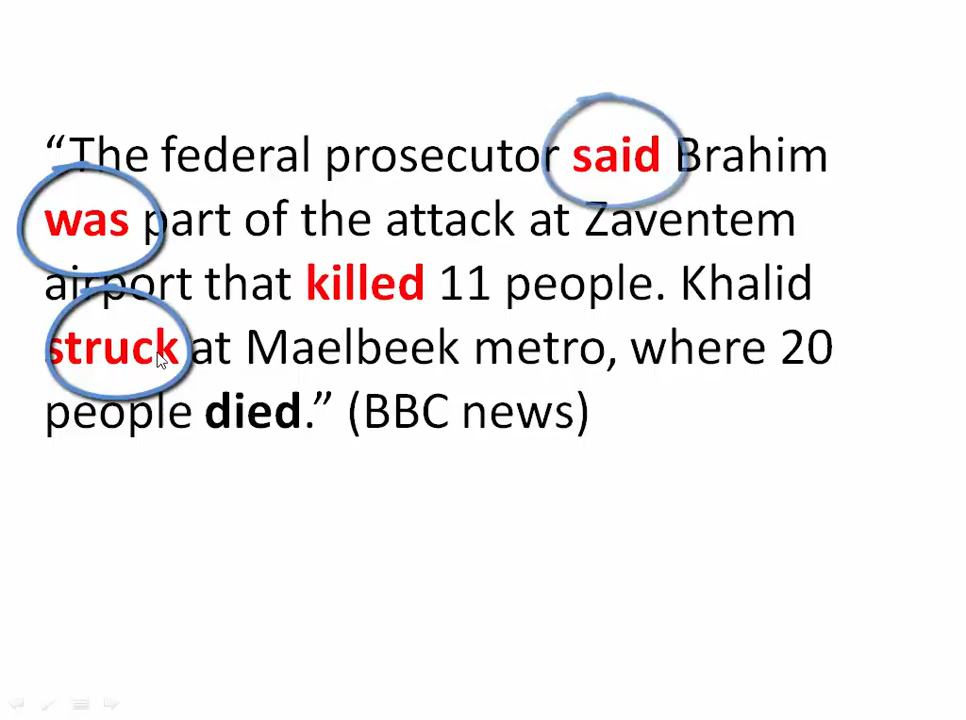 “The federal prosecutor said Brahim
was part of the attack at Zaventem
airport that killed 11 people. Khalid
struck at Maelbeek metro, where 20
people died.” (BBC news)